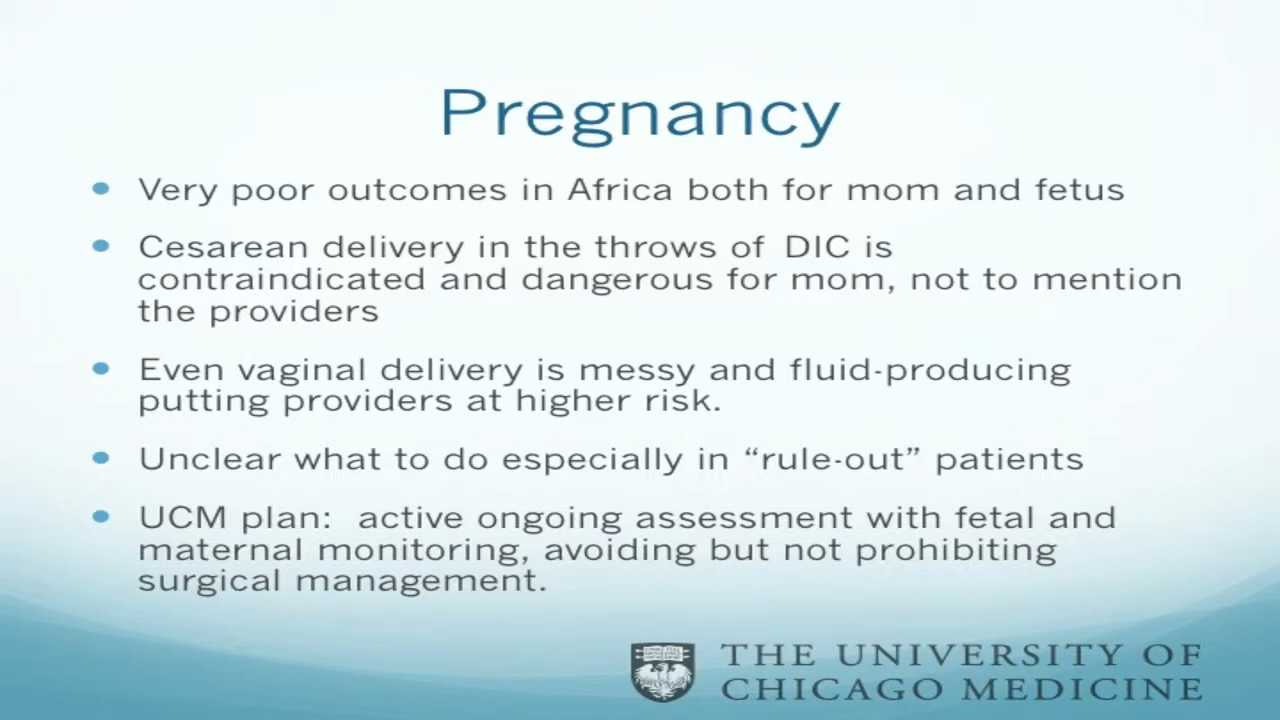 Pregnancy
Very poor outcomes in Africa both for mom and fetus
Cesarean delivery in the throws of DIC is
contraindicated and dangerous for mom, not to mention
the providers
Even vaginal delivery is messy and fluid-producing
putting providers at higher risk.
Unclear what to do especially in “rule-out” patients
UCM plan: active ongoing assessment with fetal and
maternal monitoring, avoiding but not prohibiting
surgical management.
THE UNIVERSITY OF
CHICAGO MEDICINE